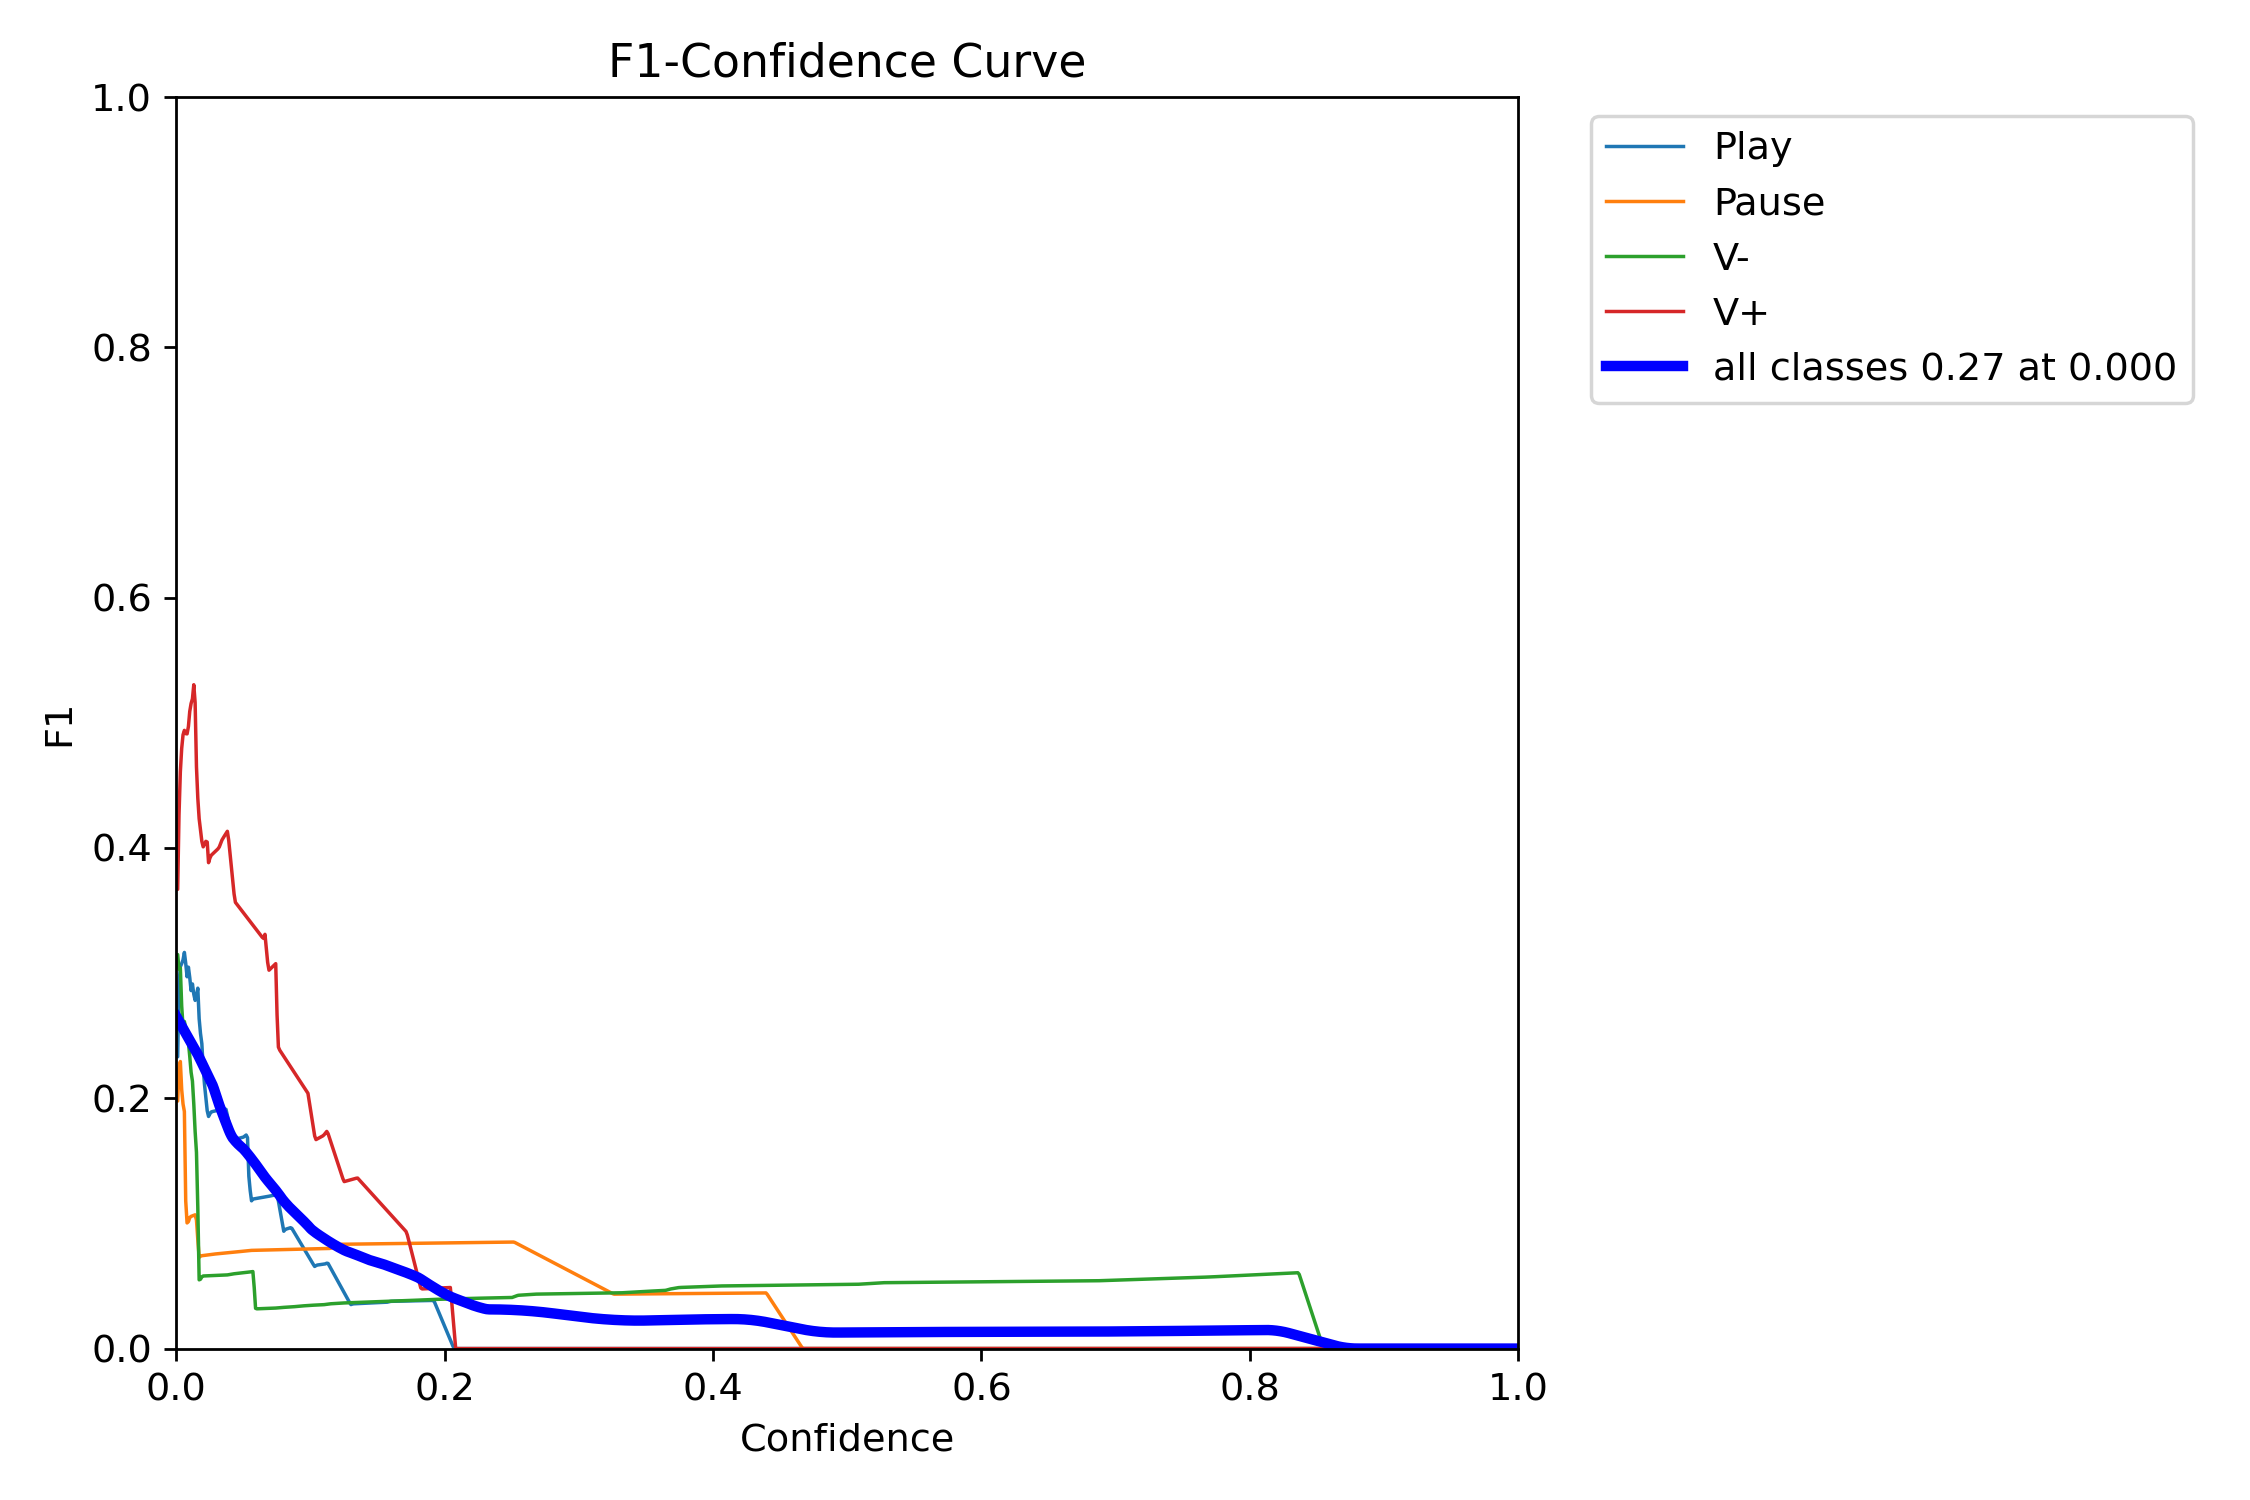 F1-Confidence Curve
1.0
0.8
0.6
0.4
0.2
0.0
F1
0.0 0.2 0.4 0.6 0.8 1.0
Confidence
Play
Pause
V-
V+
all classes 0.27 at 0.000